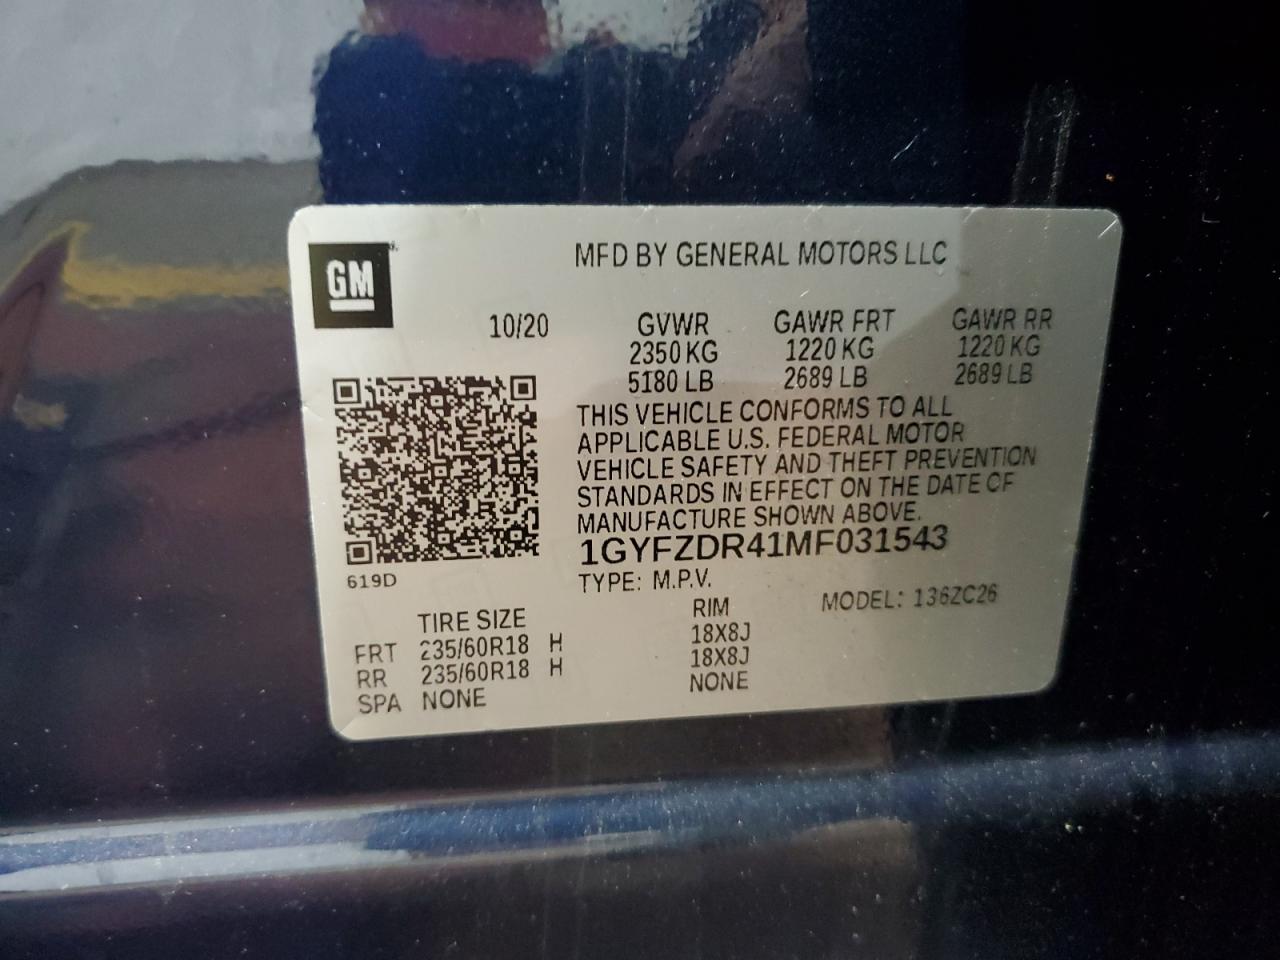 GM
MFD BY GENERAL MOTORS LLC
10/20 GVWR GAWR FRT GAWR RR
2350 KG 1220 KG 1220 KG
5180 LB 2689 LB 2689 LB
THIS VEHICLE CONFORMS TO ALL
APPLICABLE U.S. FEDERAL MOTOR
VEHICLE SAFETY AND THEFT PREVENTION
STANDARDS IN EFFECT ON THE DATE OF
MANUFACTURE SHOWN ABOVE.
1GYFZDR41MF031543
619D
TYPE: M.P.V. MODEL: 136ZC26
TIRE SIZE RIM
FRT 235/60R18 H 18X8J
RR 235/60R18 H 18X8J
SPA NONE NONE